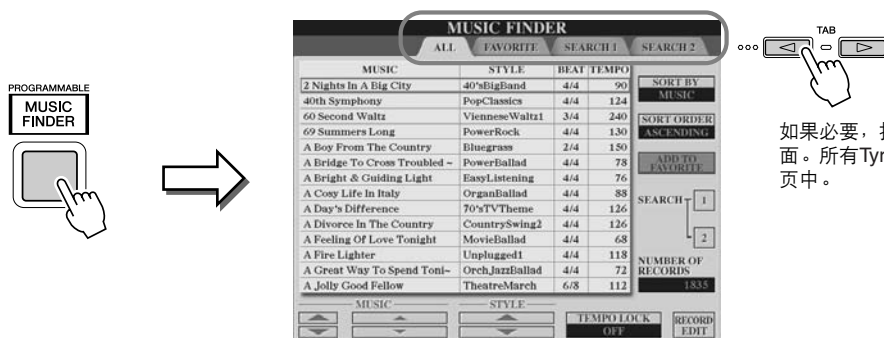 PROGRAMMABLE
MUSIC
FINDER
MUSIC FINDER
ALL FAVORITE SEARCH 1 SEARCH 2
MUSIC STYLE BEAT TEMPO
2 Nights In A Big City 40'sBigBand 4/4 90
40th Symphony PopClassics 4/4 124
60 Second Waltz VienneseWaltz1 3/4 240
69 Summers Long PowerRock 4/4 130
A Boy From The Country Bluegrass 2/4 150
A Bridge To Cross Troubled ~ PowerBallad 4/4 78
A Bright & Guiding Light EasyListening 4/4 76
A Cosy Life In Italy OrganBallad 4/4 88
A Day's Difference 70'sTVTheme 4/4 126
A Divorce In The Country CountrySwing2 4/4 126
A Feeling Of Love Tonight MovieBallad 4/4 68
A Fire Lighter Unplugged1 4/4 118
A Great Way To Spend Toni~ OrchJazzBallad 4/4 72
A Jolly Good Fellow TheatreMarch 6/8 112
SORT BY
MUSIC
SORT ORDER
ASCENDING
ADD TO
FAVORITE
SEARCH 1
2
NUMBER OF
RECORDS
1835
MUSIC STYLE
TEMPO LOCK
OFF
RECORD
EDIT
TAB
如果必要，
面。所有Tyr
页中。